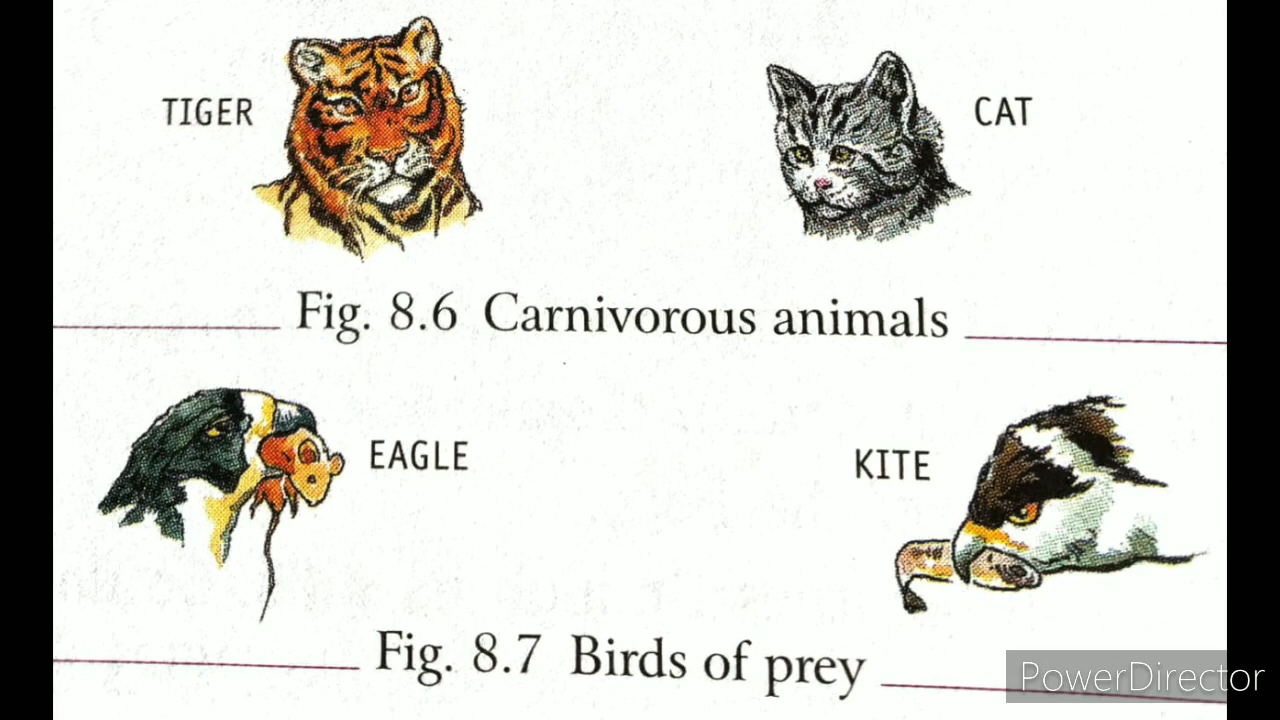 TIGER
CAT
Fig. 8.6 Carnivorous animals
EAGLE
KITE
Fig. 8.7 Birds of prey
PowerDirector